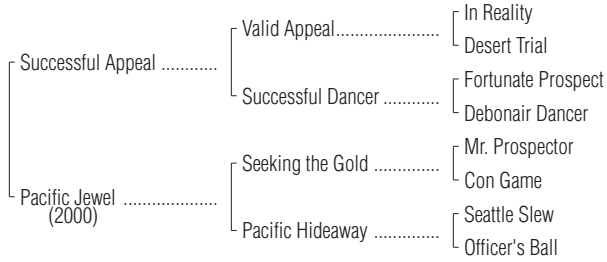 In Reality
Valid Appeal...................
Desert Trial
Successful Appeal ............
Fortunate Prospect
Successful Dancer ............
Debonair Dancer
Mr. Prospector
Seeking the Gold ..............
Con Game
Pacific Jewel ....................
(2000)
Seattle Slew
Pacific Hideaway ..............
Officer's Ball